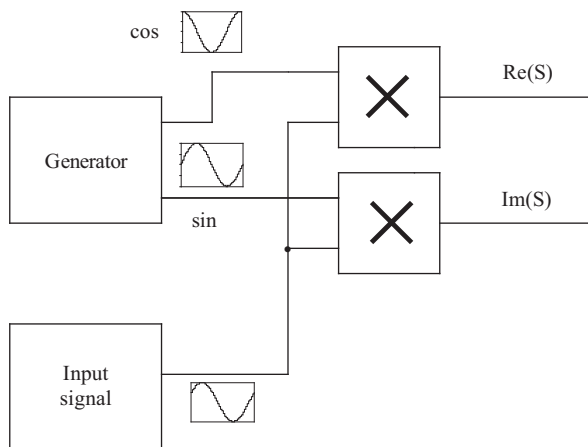 cos
Re(S)
Generator
Im(S)
sin
Input
signal